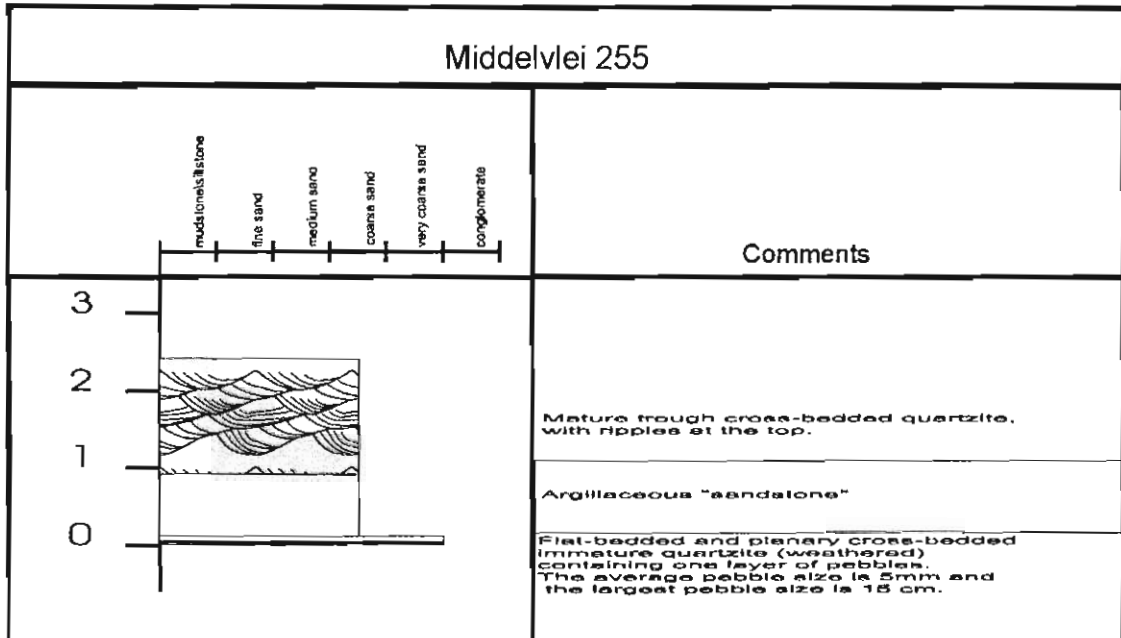 Middelvlei 255
mudstone\siltstone
fine sand
medium sand
coarse sand
very coarse sand
conglomerate
Comments
3
2
1
0
Mature trough cross-bedded quartzite,
with ripples at the top.
Argillaceous "sandstone"
Flat-bedded and planary cross-bedded
immature quartzite (weathered)
containing one layer of pebbles.
The average pebble size is 5mm and
the largest pebble size is 15 cm.